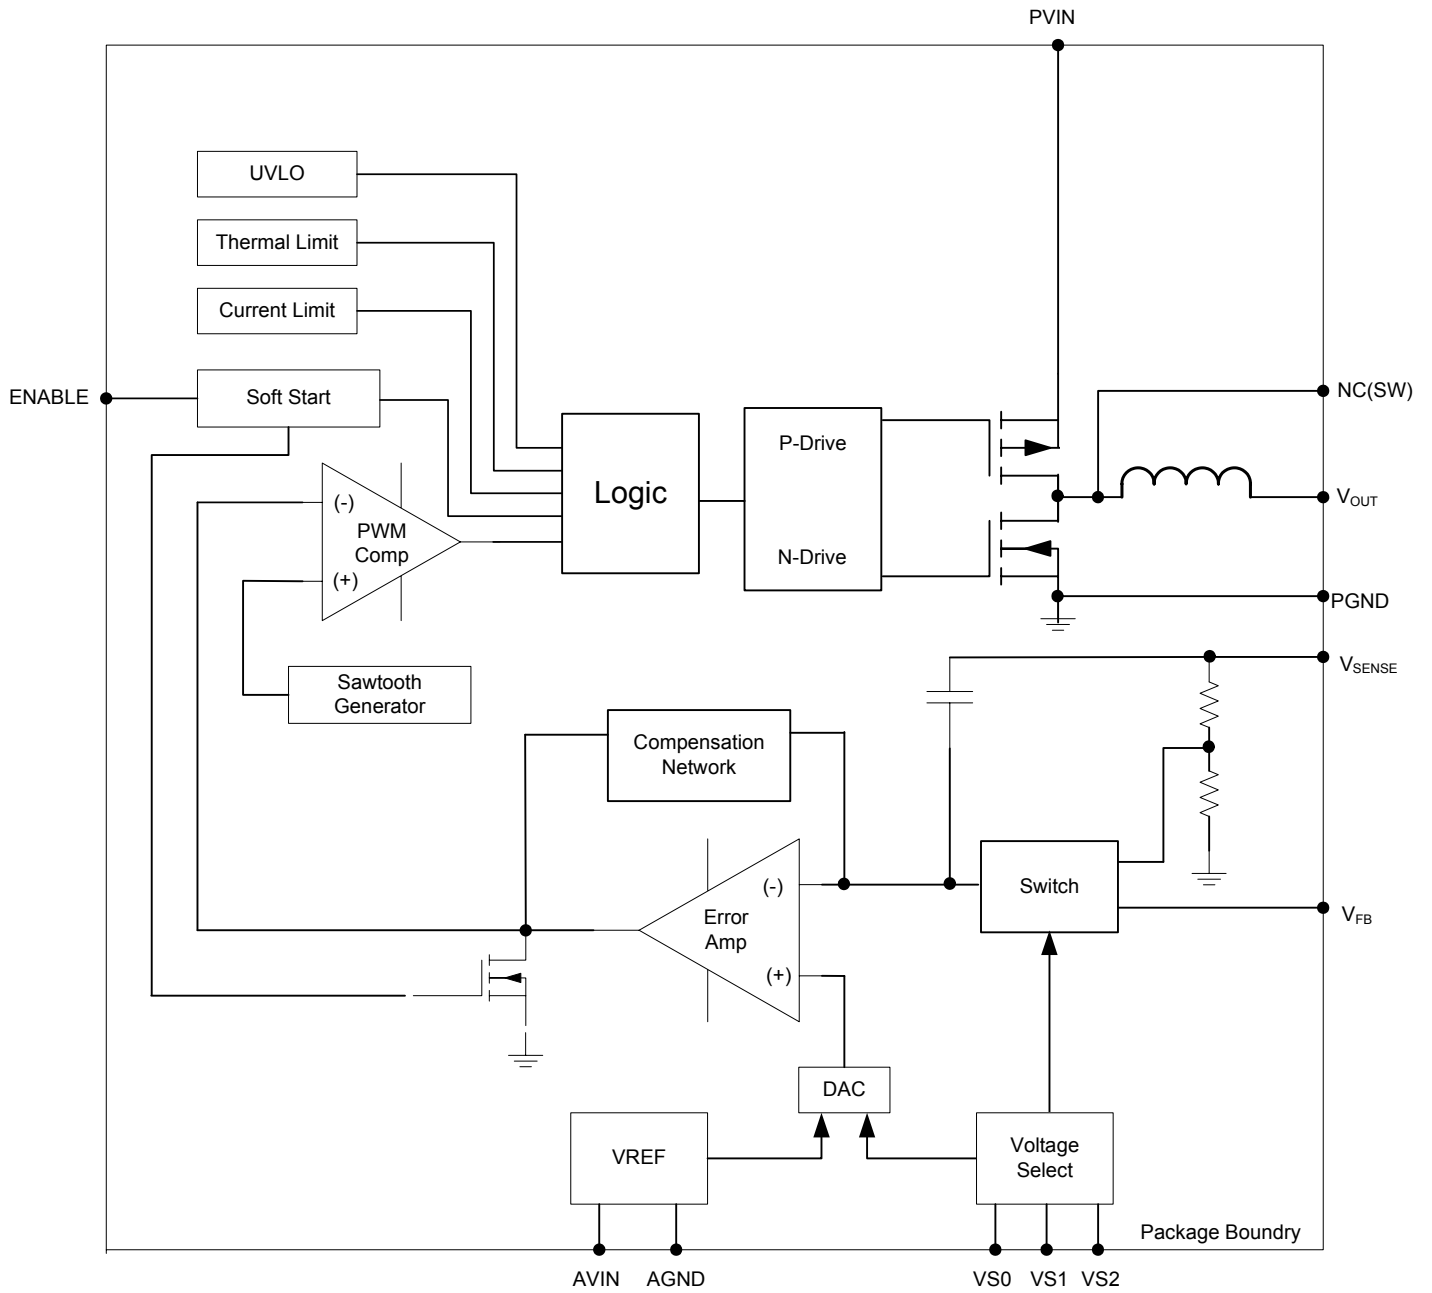 PVIN
UVLO
Thermal Limit
Current Limit
ENABLE
Soft Start
NC(SW)
P-Drive
Logic
(-)
PWM
Comp
(+)
N-Drive
VOUT
PGND
VSENSE
Sawtooth
Generator
Compensation
Network
(-)
Error
Amp
(+)
Switch
VFB
DAC
VREF
Voltage
Select
Package Boundry
AVIN
AGND
VS0
VS1
VS2